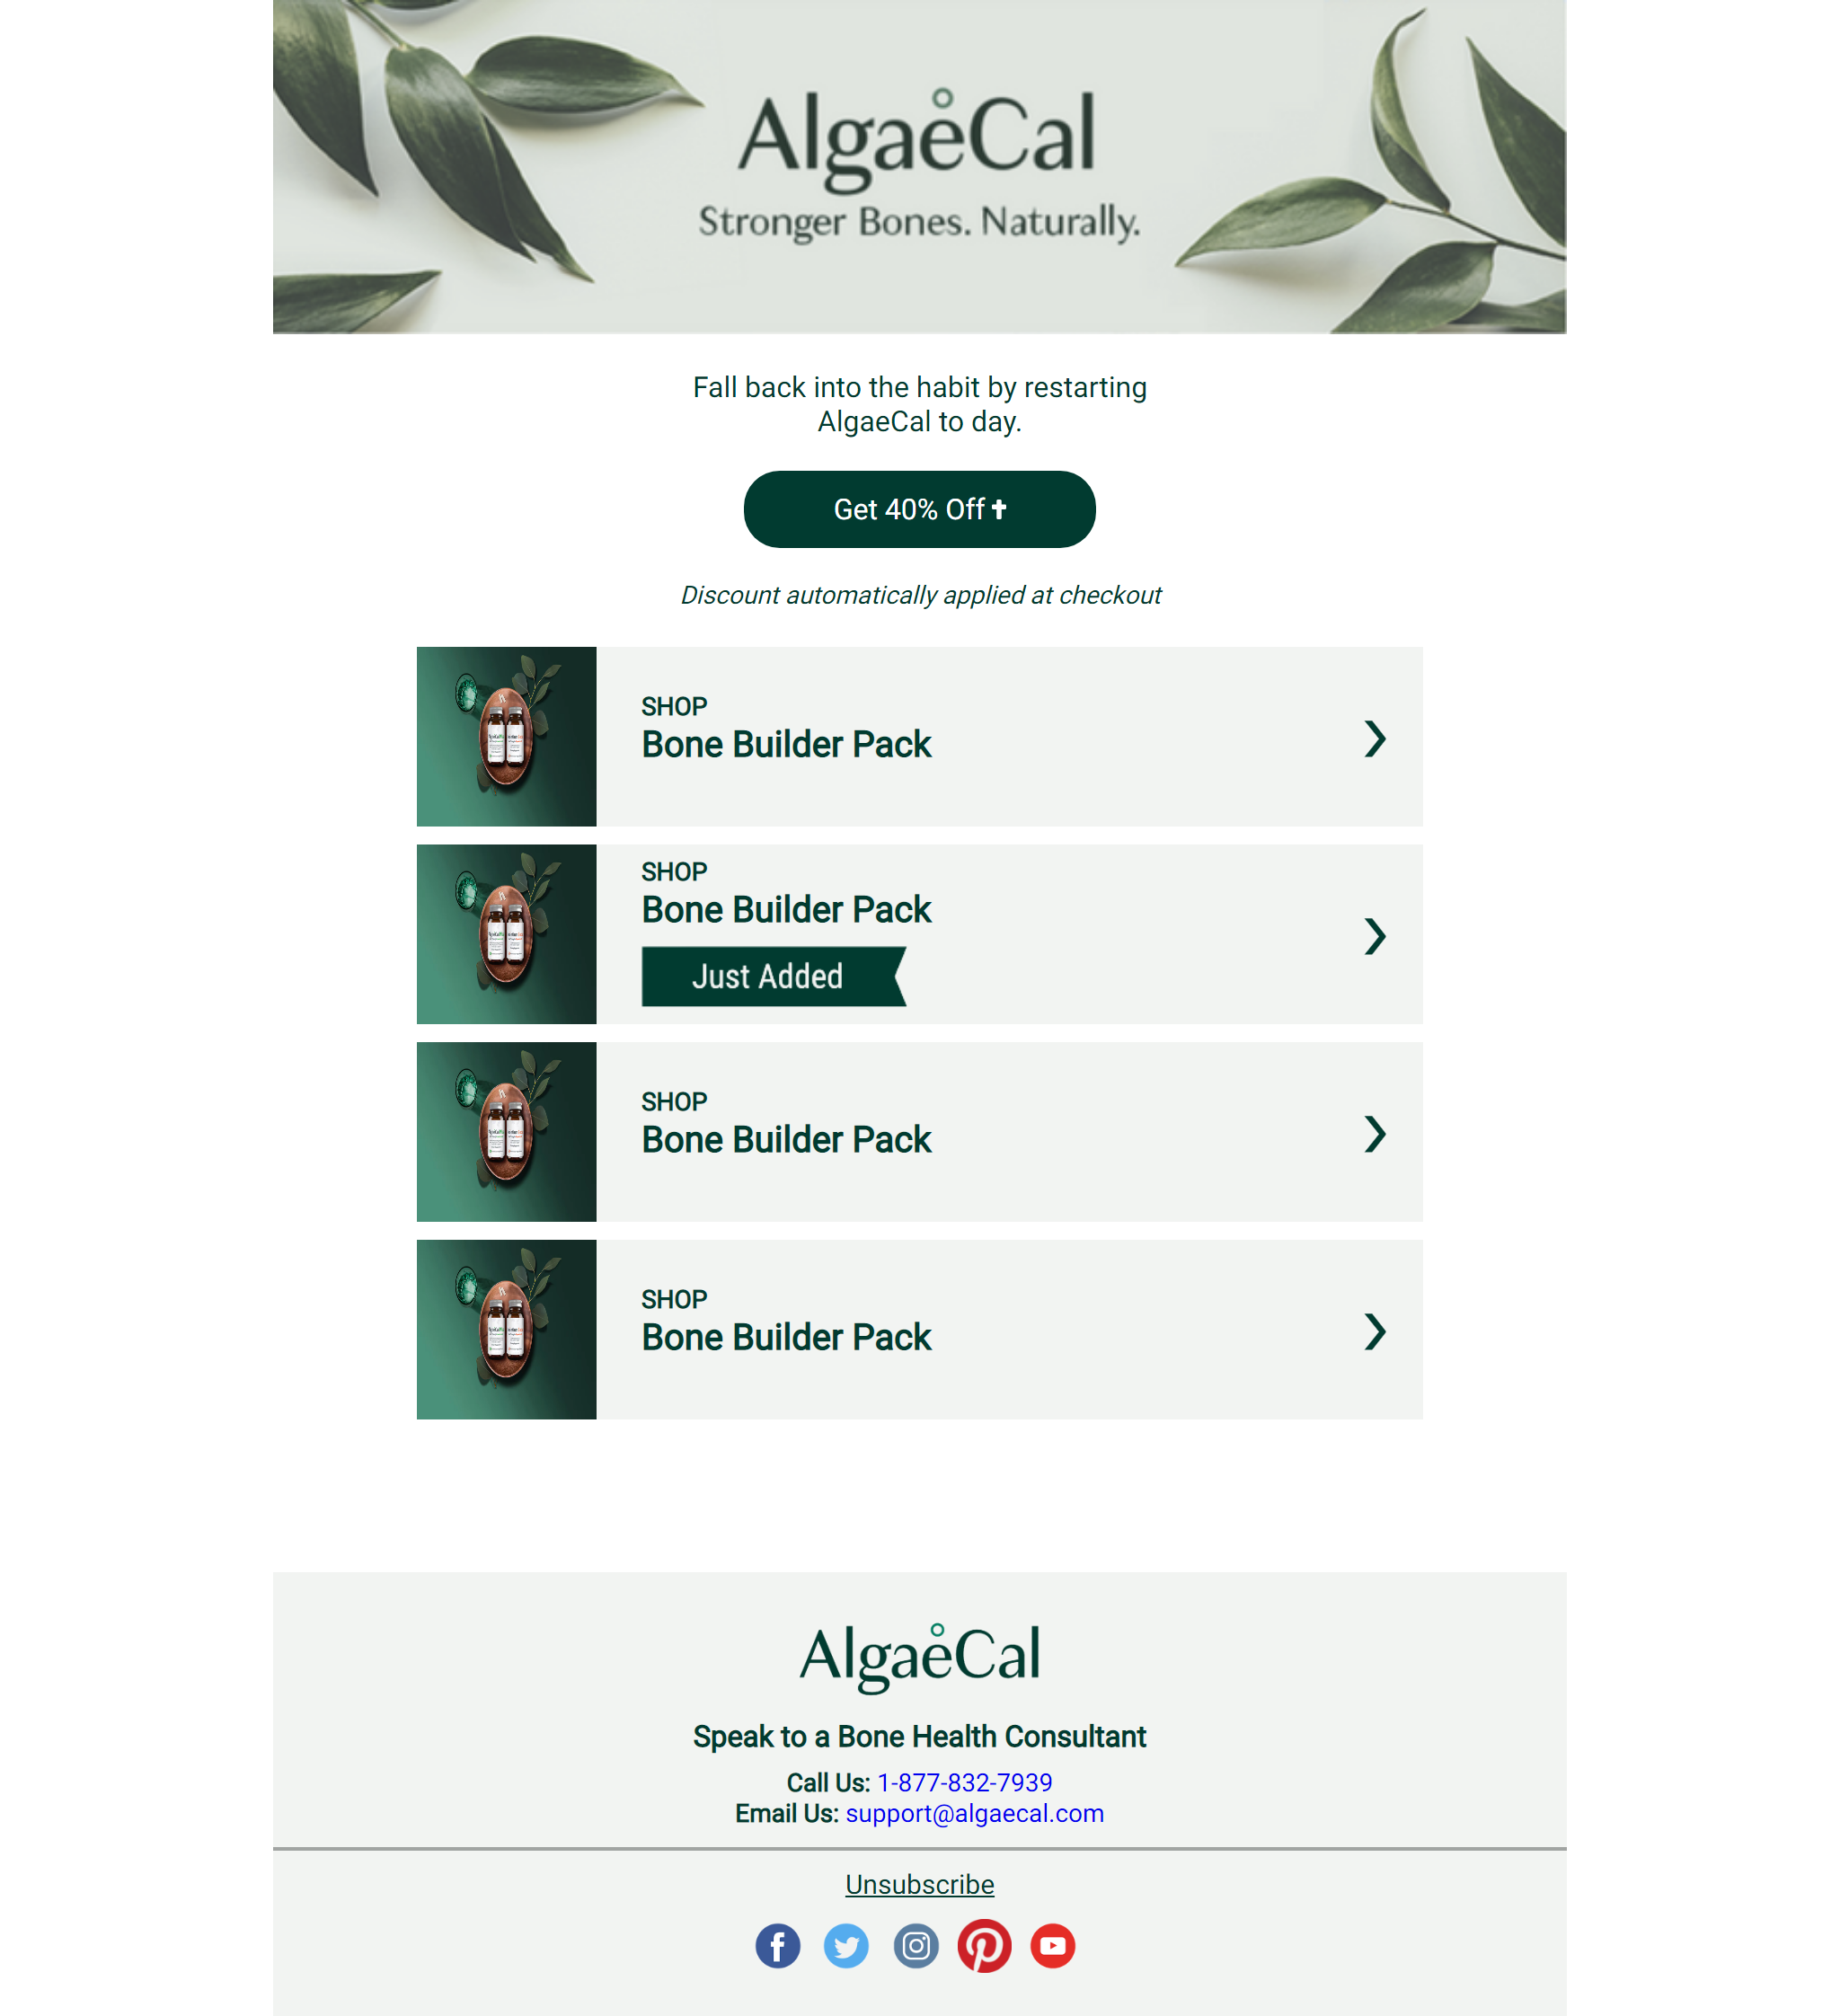 AlgaeCal
Stronger Bones. Naturally.
Fall back into the habit by restarting
AlgaeCal to day.
Get 40% Off ✝
Discount automatically applied at checkout
SHOP
Bone Builder Pack
SHOP
Bone Builder Pack
Just Added
SHOP
Bone Builder Pack
SHOP
Bone Builder Pack
AlgaeCal
Speak to a Bone Health Consultant
Call Us: 1-877-832-7939
Email Us: support@algaecal.com
Unsubscribe